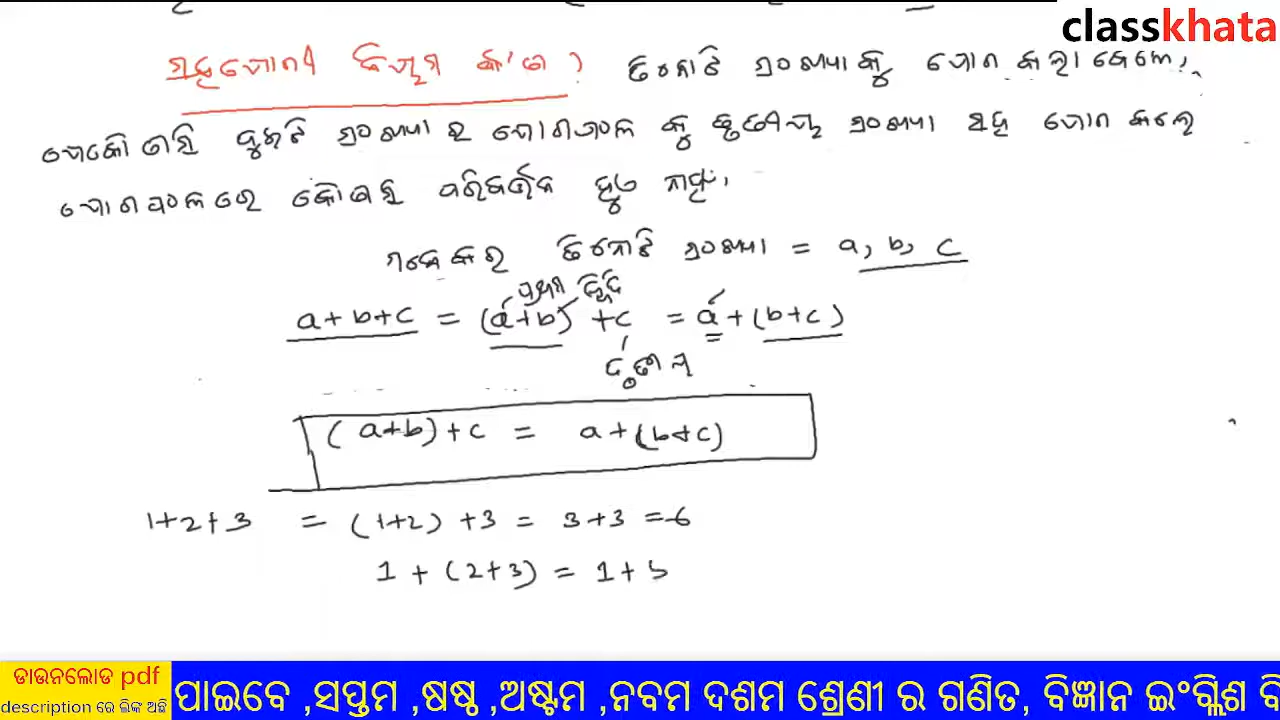 classkhata
ସହଯୋଗୀ ନିୟମ କ'ଣ? ତିନୋଟି ସଂଖ୍ୟାକୁ ଯୋଗ କଲା ବେଳେ,
ଯେକୌଣସି ଦୁଇଟି ସଂଖ୍ୟା ର ଯୋଗଫଳ କୁ ତୃତୀୟ ସଂଖ୍ୟା ସହ ଯୋଗ କଲେ
ଯୋଗଫଳରେ କୌଣସି ପରିବର୍ତ୍ତନ ହୁଏ ନାହିଁ।
ମନେକର ତିନୋଟି ସଂଖ୍ୟା = a, b, c
ପ୍ରଥମ
a + b + c = (a+b) + c = a + (b+c)
ତୃତୀୟ
(a+b)+c = a+(b+c)
1+2+3 = (1+2) +3 = 3+3 =6
1 + (2+3) = 1+5
ଡାଉନଲୋଡ pdf
description ରେ ଲିଙ୍କ ଅଛି
ପାଇବେ ,ସପ୍ତମ ,ଷଷ୍ଠ ,ଅଷ୍ଟମ ,ନବମ ଦଶମ ଶ୍ରେଣୀ ର ଗଣିତ, ବିଜ୍ଞାନ ଇଂଗ୍ଲିଶ